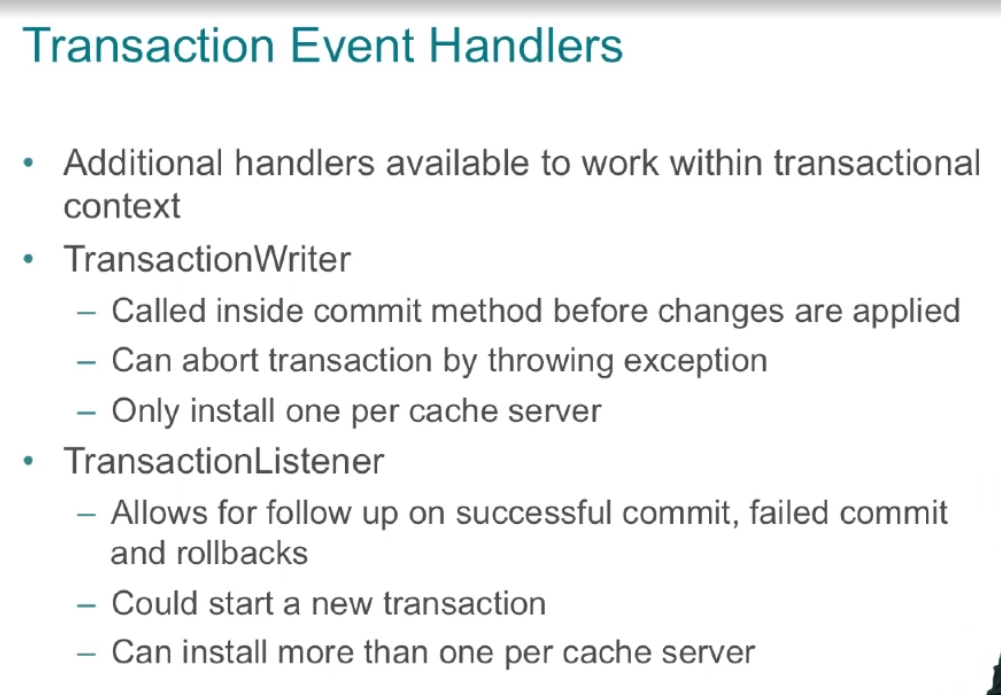 Transaction Event Handlers
• Additional handlers available to work within transactional
context
• TransactionWriter
– Called inside commit method before changes are applied
– Can abort transaction by throwing exception
– Only install one per cache server
• TransactionListener
– Allows for follow up on successful commit, failed commit
and rollbacks
– Could start a new transaction
– Can install more than one per cache server